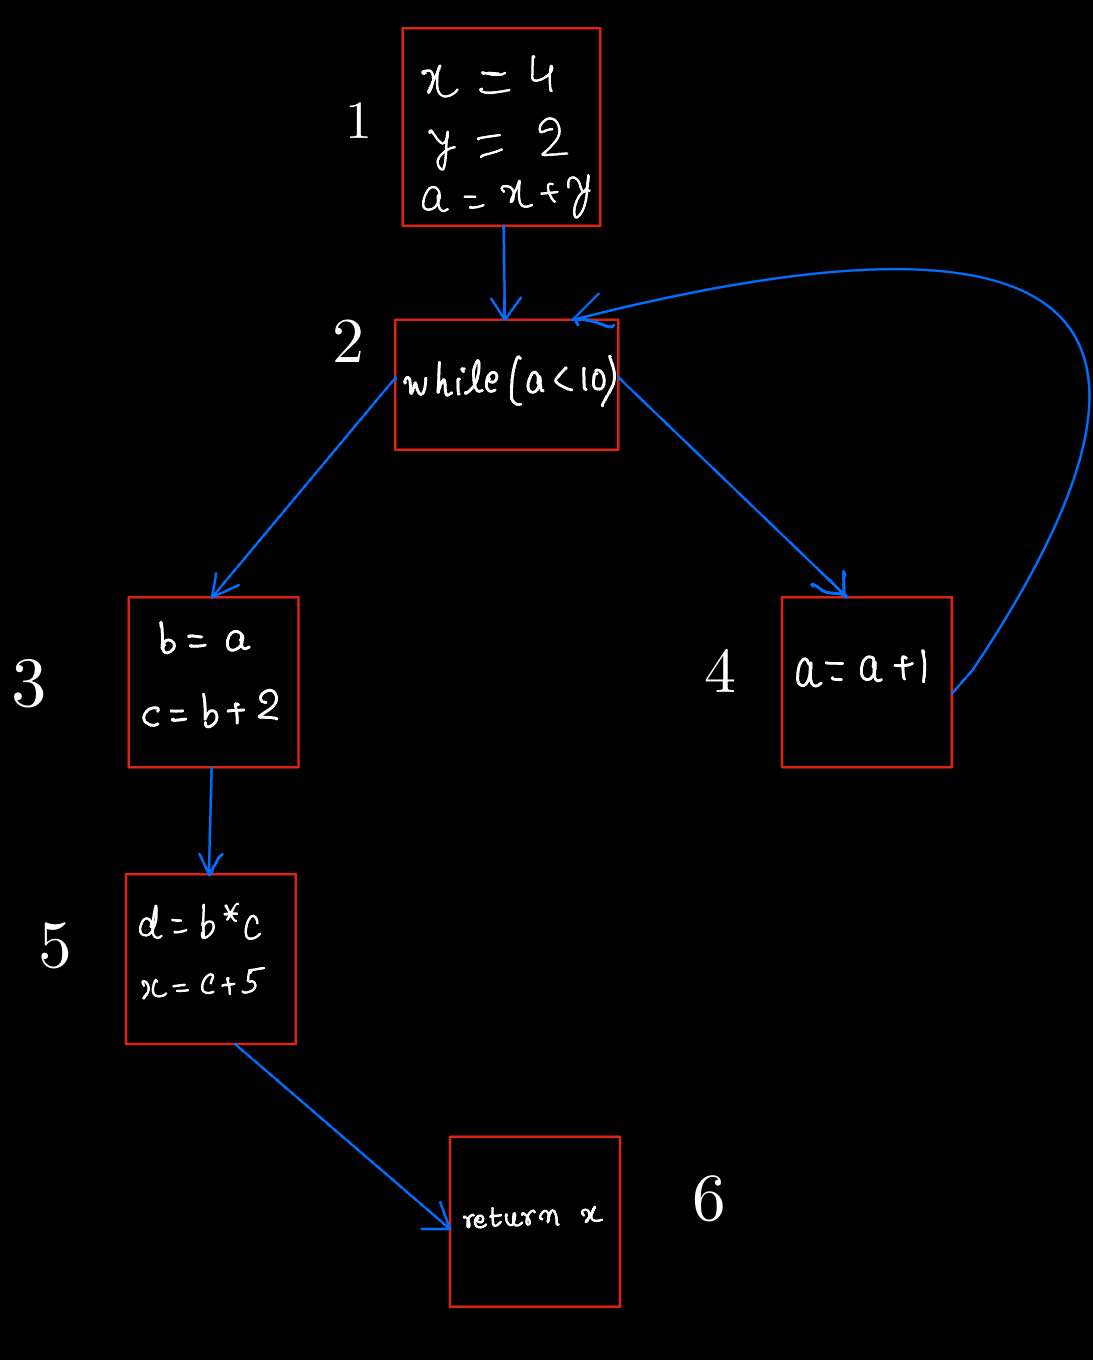 1
x = 4
y = 2
a = x + y
2
while(a<10)
3
b = a
c = b + 2
4
a = a + 1
5
d = b * c
x = c + 5
6
return x